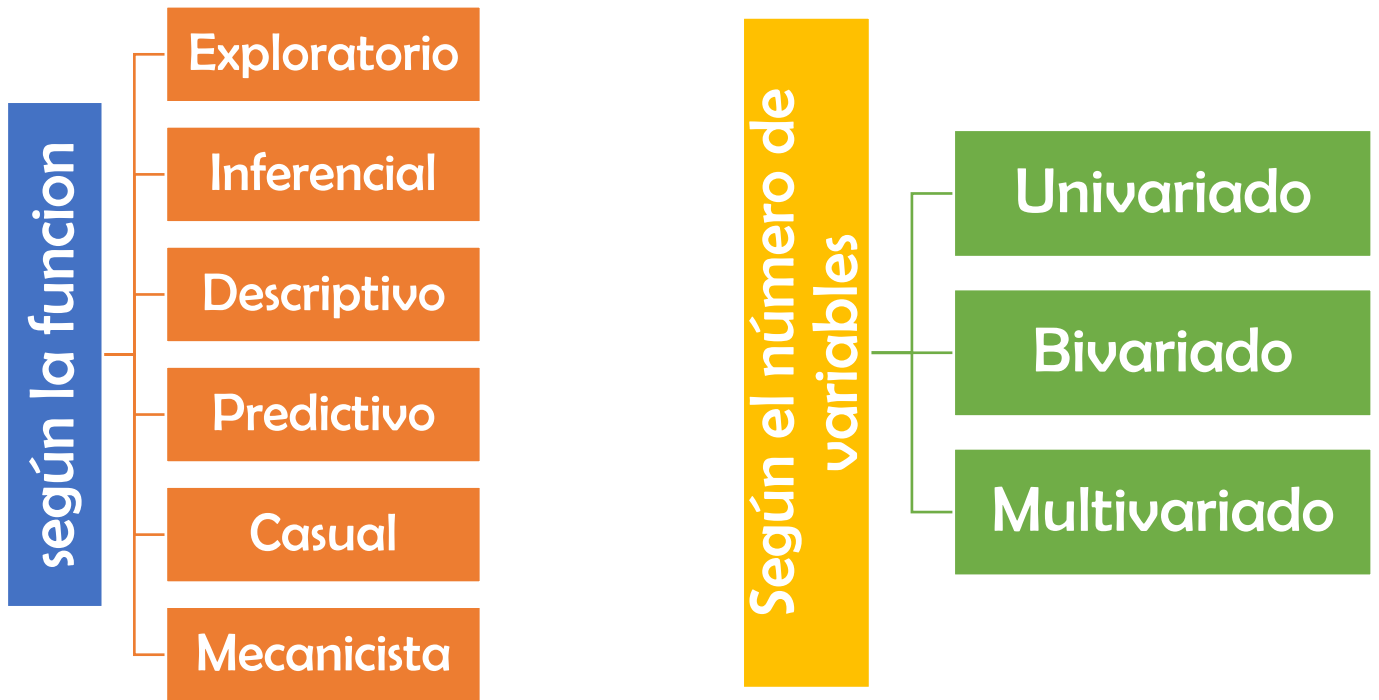 según la funcion
Exploratorio
Inferencial
Descriptivo
Predictivo
Casual
Mecanicista
Según el número de
variables
Univariado
Bivariado
Multivariado